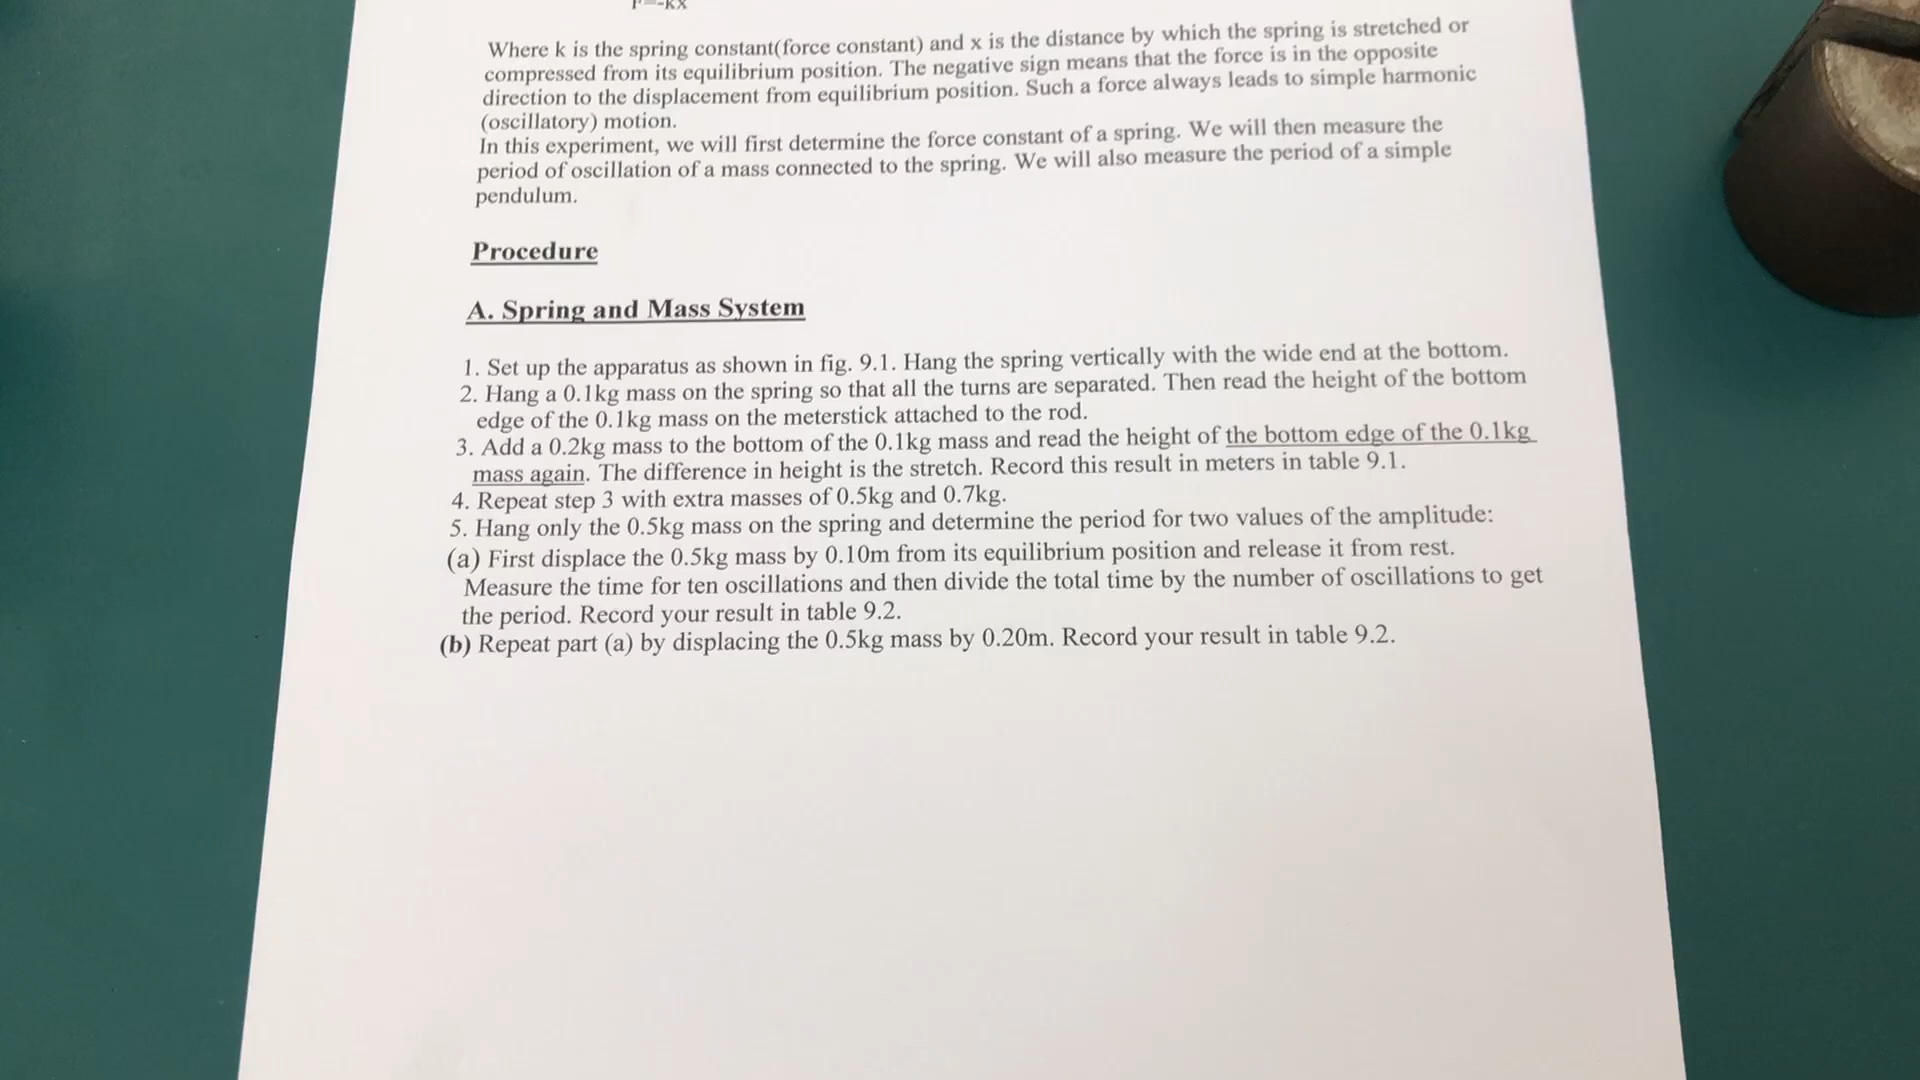 F=-kx
Where k is the spring constant(force constant) and x is the distance by which the spring is stretched or
compressed from its equilibrium position. The negative sign means that the force is in the opposite
direction to the displacement from equilibrium position. Such a force always leads to simple harmonic
(oscillatory) motion.
In this experiment, we will first determine the force constant of a spring. We will then measure the
period of oscillation of a mass connected to the spring. We will also measure the period of a simple
pendulum.
Procedure
A. Spring and Mass System
1. Set up the apparatus as shown in fig. 9.1. Hang the spring vertically with the wide end at the bottom.
2. Hang a 0.1kg mass on the spring so that all the turns are separated. Then read the height of the bottom
edge of the 0.1kg mass on the meterstick attached to the rod.
3. Add a 0.2kg mass to the bottom of the 0.1kg mass and read the height of the bottom edge of the 0.1kg
mass again. The difference in height is the stretch. Record this result in meters in table 9.1.
4. Repeat step 3 with extra masses of 0.5kg and 0.7kg.
5. Hang only the 0.5kg mass on the spring and determine the period for two values of the amplitude:
(a) First displace the 0.5kg mass by 0.10m from its equilibrium position and release it from rest.
Measure the time for ten oscillations and then divide the total time by the number of oscillations to get
the period. Record your result in table 9.2.
(b) Repeat part (a) by displacing the 0.5kg mass by 0.20m. Record your result in table 9.2.